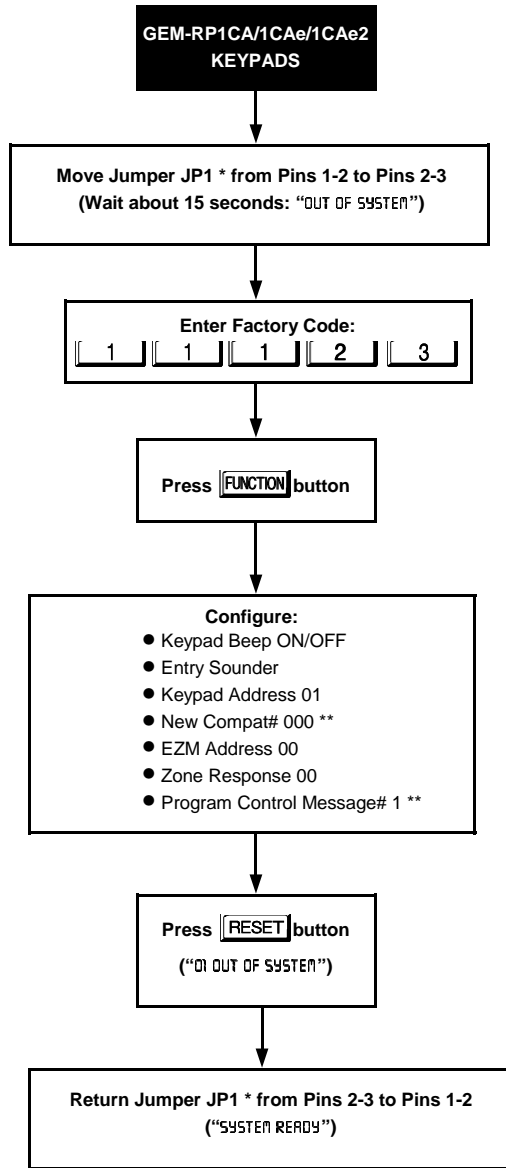 GEM-RP1CA/1CAe/1CAe2
KEYPADS
Move Jumper JP1 * from Pins 1-2 to Pins 2-3
(Wait about 15 seconds: “OUT OF SYSTEM”)
Enter Factory Code:
1 1 1 2 3
Press FUNCTION button
Configure:
● Keypad Beep ON/OFF
● Entry Sounder
● Keypad Address 01
● New Compat# 000 **
● EZM Address 00
● Zone Response 00
● Program Control Message# 1 **
Press RESET button
(“01 OUT OF SYSTEM”)
Return Jumper JP1 * from Pins 2-3 to Pins 1-2
(“SYSTEM READY”)